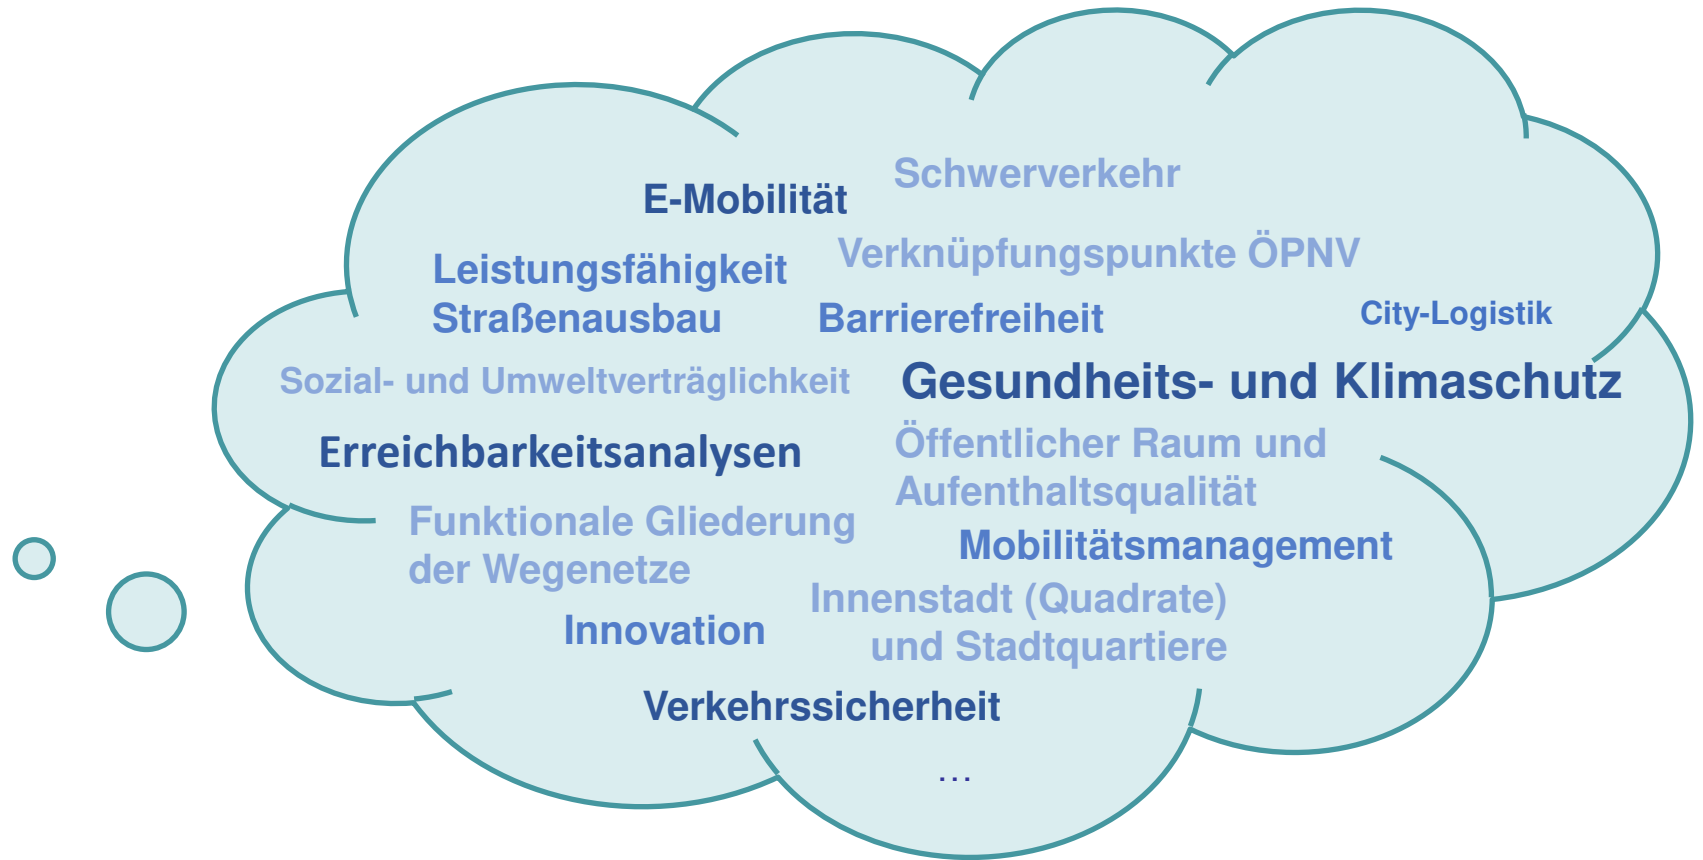 Schwerverkehr
E-Mobilität
Verknüpfungspunkte ÖPNV
Leistungsfähigkeit
Straßenausbau
Barrierefreiheit
City-Logistik
Sozial- und Umweltverträglichkeit
Gesundheits- und Klimaschutz
Erreichbarkeitsanalysen
Öffentlicher Raum und
Aufenthaltsqualität
Funktionale Gliederung
der Wegenetze
Mobilitätsmanagement
Innenstadt (Quadrate)
und Stadtquartiere
Innovation
Verkehrssicherheit
...